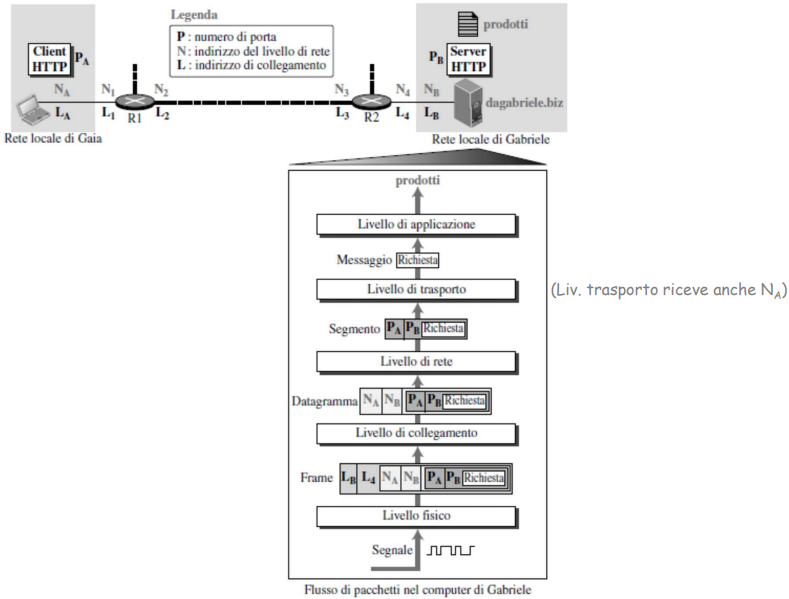 Legenda
P : numero di porta
N : indirizzo del livello di rete
L : indirizzo di collegamento
Client
HTTP
P_A
N_A
L_A
N_1
L_1
R1
N_2
L_2
N_3
L_3
R2
N_4
L_4
N_B
L_B
P_B
Server
HTTP
prodotti
dagabriele.biz
Rete locale di Gaia
Rete locale di Gabriele
prodotti
Livello di applicazione
Messaggio Richiesta
Livello di trasporto
(Liv. trasporto riceve anche N_A)
Segmento P_A P_B Richiesta
Livello di rete
Datagramma N_A N_B P_A P_B Richiesta
Livello di collegamento
Frame L_B L_4 N_A N_B P_A P_B Richiesta
Livello fisico
Segnale
Flusso di pacchetti nel computer di Gabriele